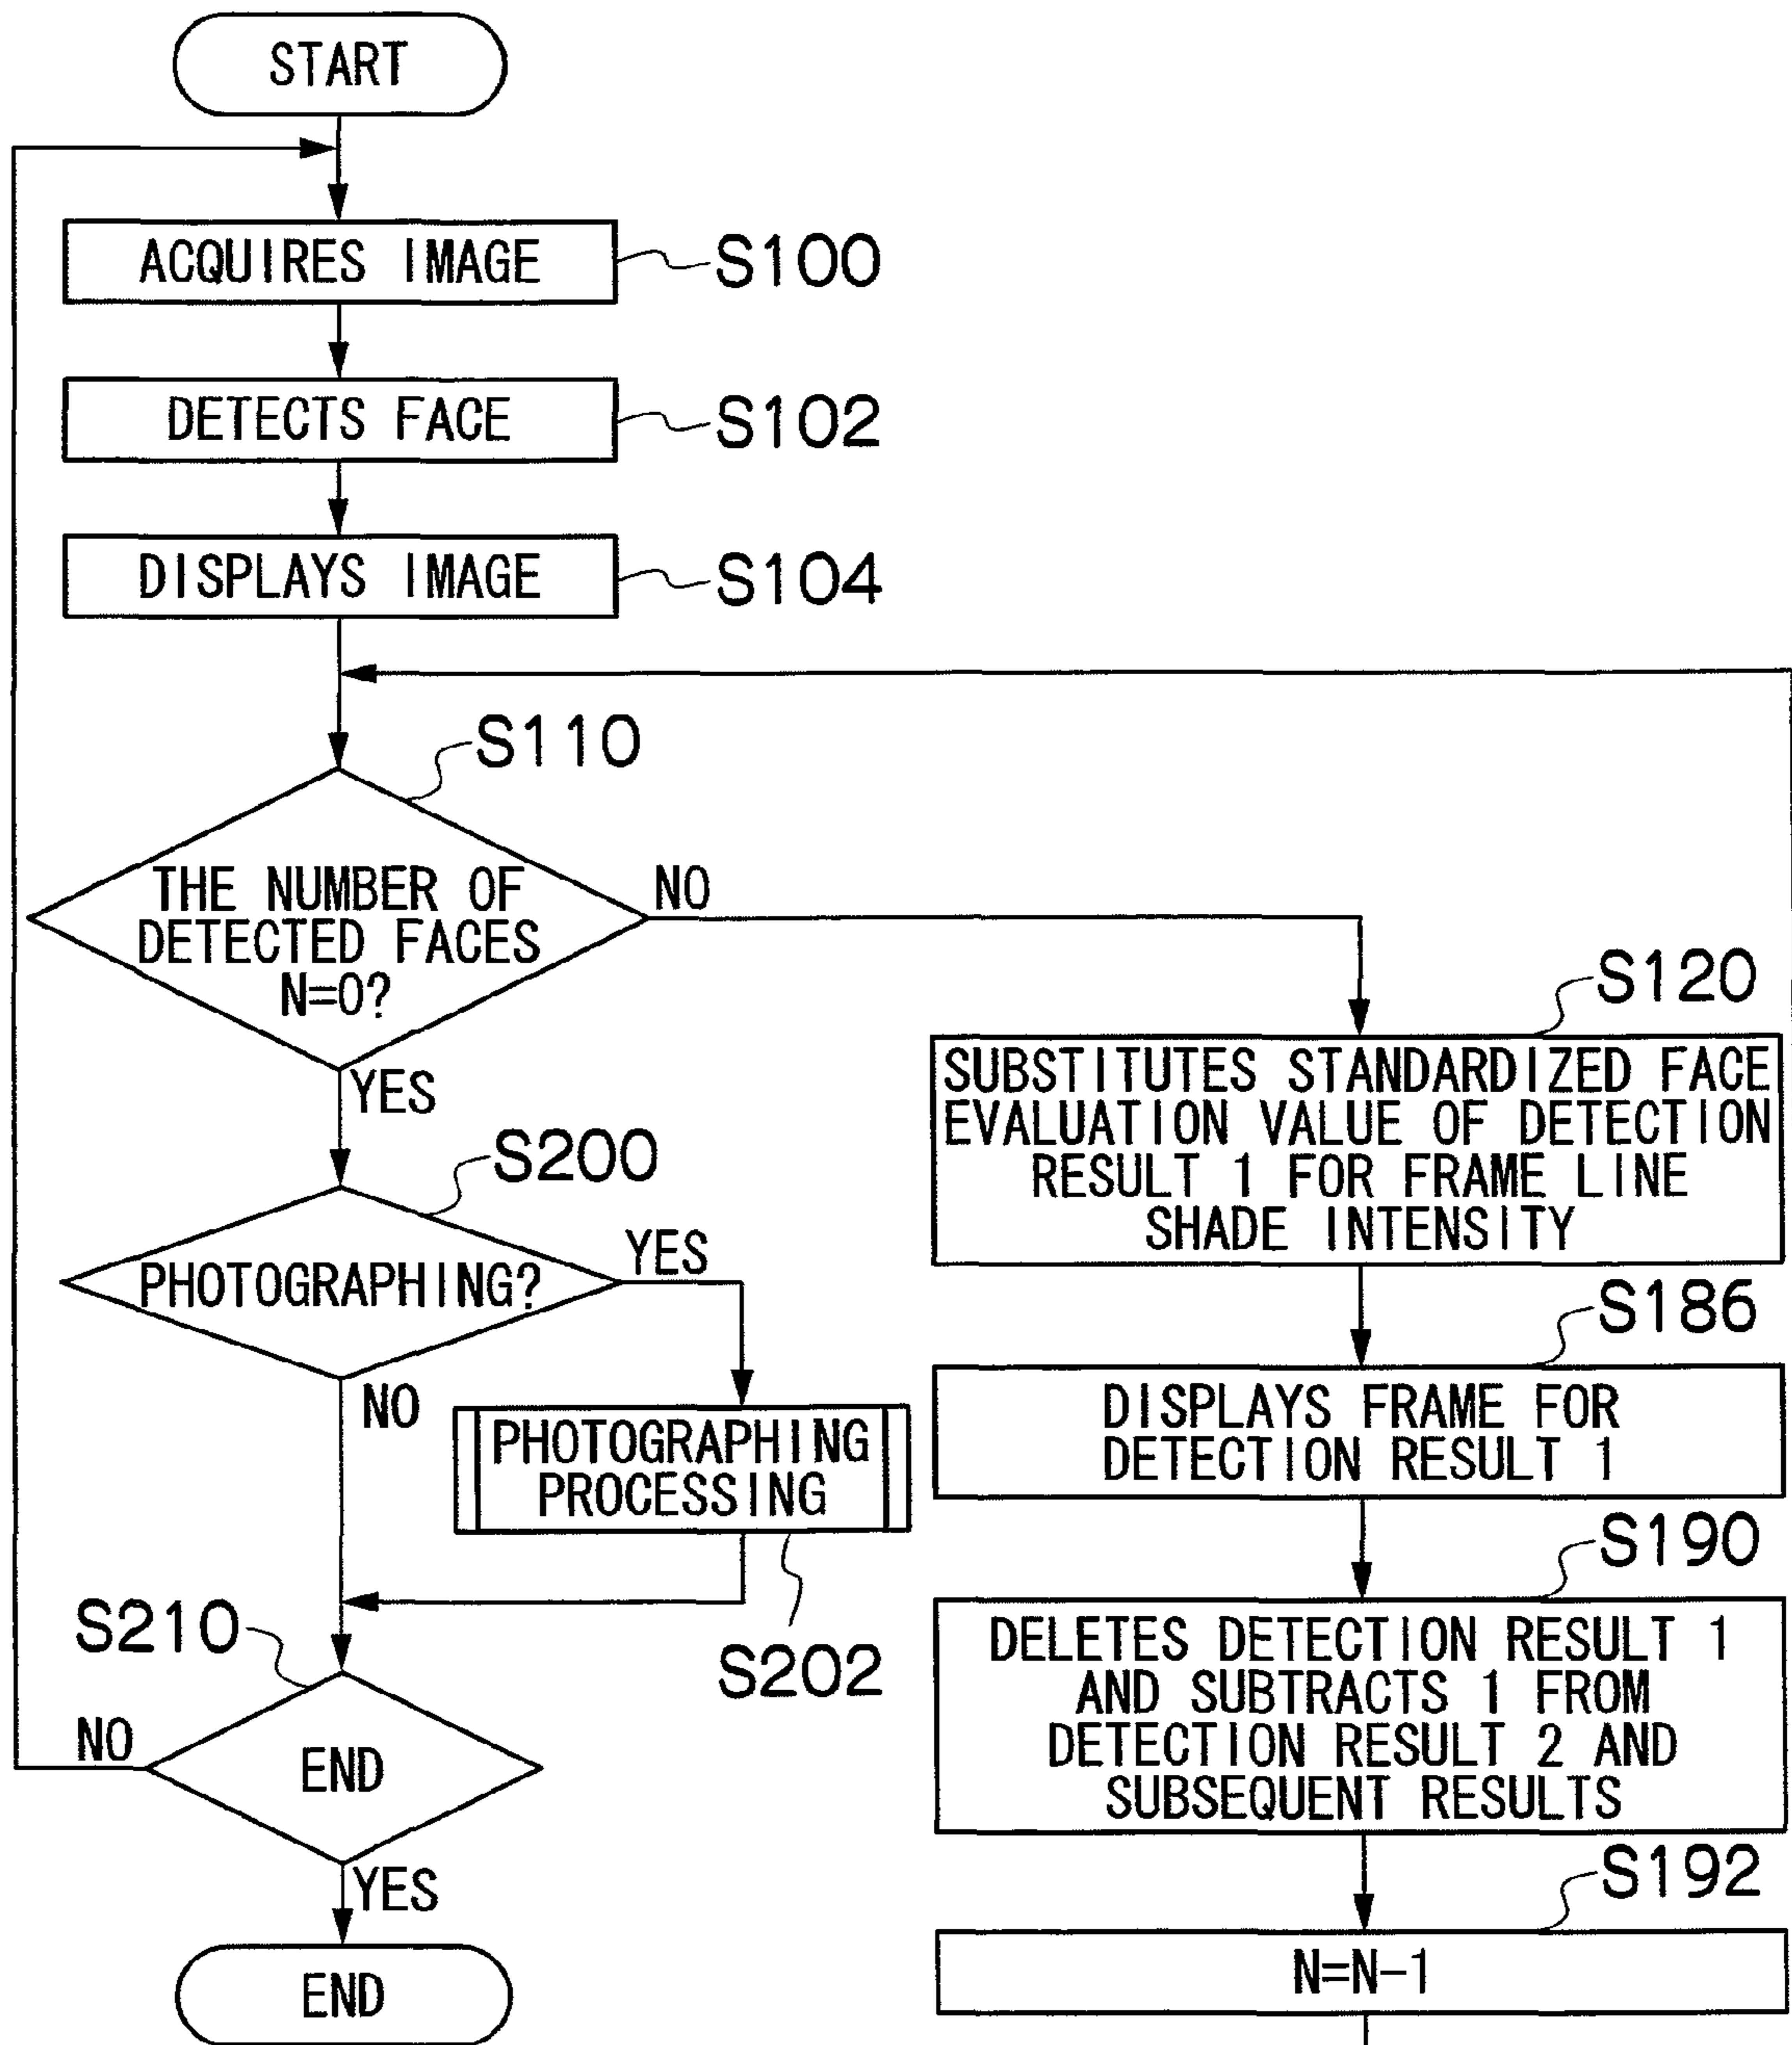 START
ACQUIRES IMAGE
S100
DETECTS FACE
S102
DISPLAYS IMAGE
S104
S110
THE NUMBER OF
DETECTED FACES
N=0?
NO
YES
S120
SUBSTITUTES STANDARDIZED FACE
EVALUATION VALUE OF DETECTION
RESULT 1 FOR FRAME LINE
SHADE INTENSITY
S186
DISPLAYS FRAME FOR
DETECTION RESULT 1
S190
DELETES DETECTION RESULT 1
AND SUBTRACTS 1 FROM
DETECTION RESULT 2 AND
SUBSEQUENT RESULTS
S192
N=N-1
S200
PHOTOGRAPHING?
YES
NO
PHOTOGRAPHING
PROCESSING
S202
S210
END
NO
YES
END